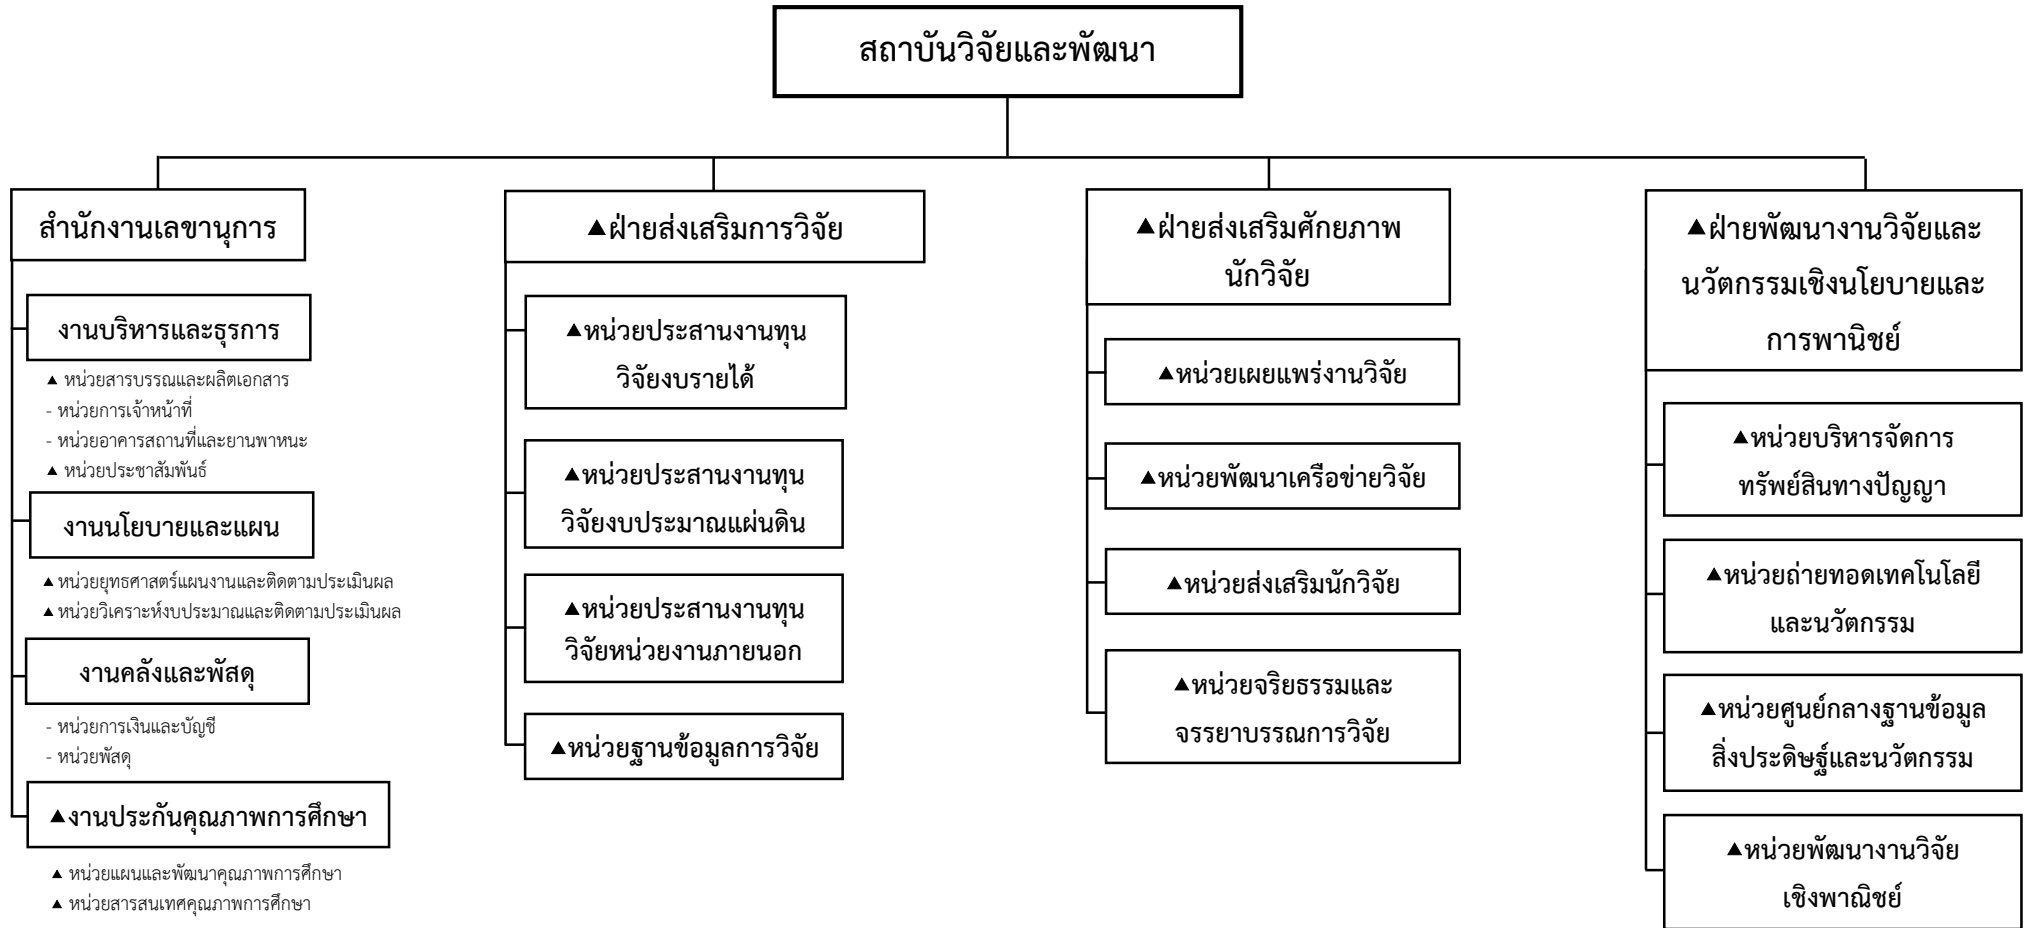 สถาบันวิจัยและพัฒนา
สำนักงานเลขานุการ
งานบริหารและธุรการ
▲ หน่วยสารบรรณและผลิตเอกสาร
- หน่วยการเจ้าหน้าที่
- หน่วยอาคารสถานที่และยานพาหนะ
▲ หน่วยประชาสัมพันธ์
งานนโยบายและแผน
▲ หน่วยยุทธศาสตร์แผนงานและติดตามประเมินผล
▲ หน่วยวิเคราะห์งบประมาณและติดตามประเมินผล
งานคลังและพัสดุ
- หน่วยการเงินและบัญชี
- หน่วยพัสดุ
▲งานประกันคุณภาพการศึกษา
▲ หน่วยแผนและพัฒนาคุณภาพการศึกษา
▲ หน่วยสารสนเทศคุณภาพการศึกษา
▲ฝ่ายส่งเสริมการวิจัย
▲หน่วยประสานงานทุน
วิจัยงบรายได้
▲หน่วยประสานงานทุน
วิจัยงบประมาณแผ่นดิน
▲หน่วยประสานงานทุน
วิจัยหน่วยงานภายนอก
▲หน่วยฐานข้อมูลการวิจัย
▲ฝ่ายส่งเสริมศักยภาพ
นักวิจัย
▲หน่วยเผยแพร่งานวิจัย
▲หน่วยพัฒนาเครือข่ายวิจัย
▲หน่วยส่งเสริมนักวิจัย
▲หน่วยจริยธรรมและ
จรรยาบรรณการวิจัย
▲ฝ่ายพัฒนางานวิจัยและ
นวัตกรรมเชิงนโยบายและ
การพานิชย์
▲หน่วยบริหารจัดการ
ทรัพย์สินทางปัญญา
▲หน่วยถ่ายทอดเทคโนโลยี
และนวัตกรรม
▲หน่วยศูนย์กลางฐานข้อมูล
สิ่งประดิษฐ์และนวัตกรรม
▲หน่วยพัฒนางานวิจัย
เชิงพาณิชย์